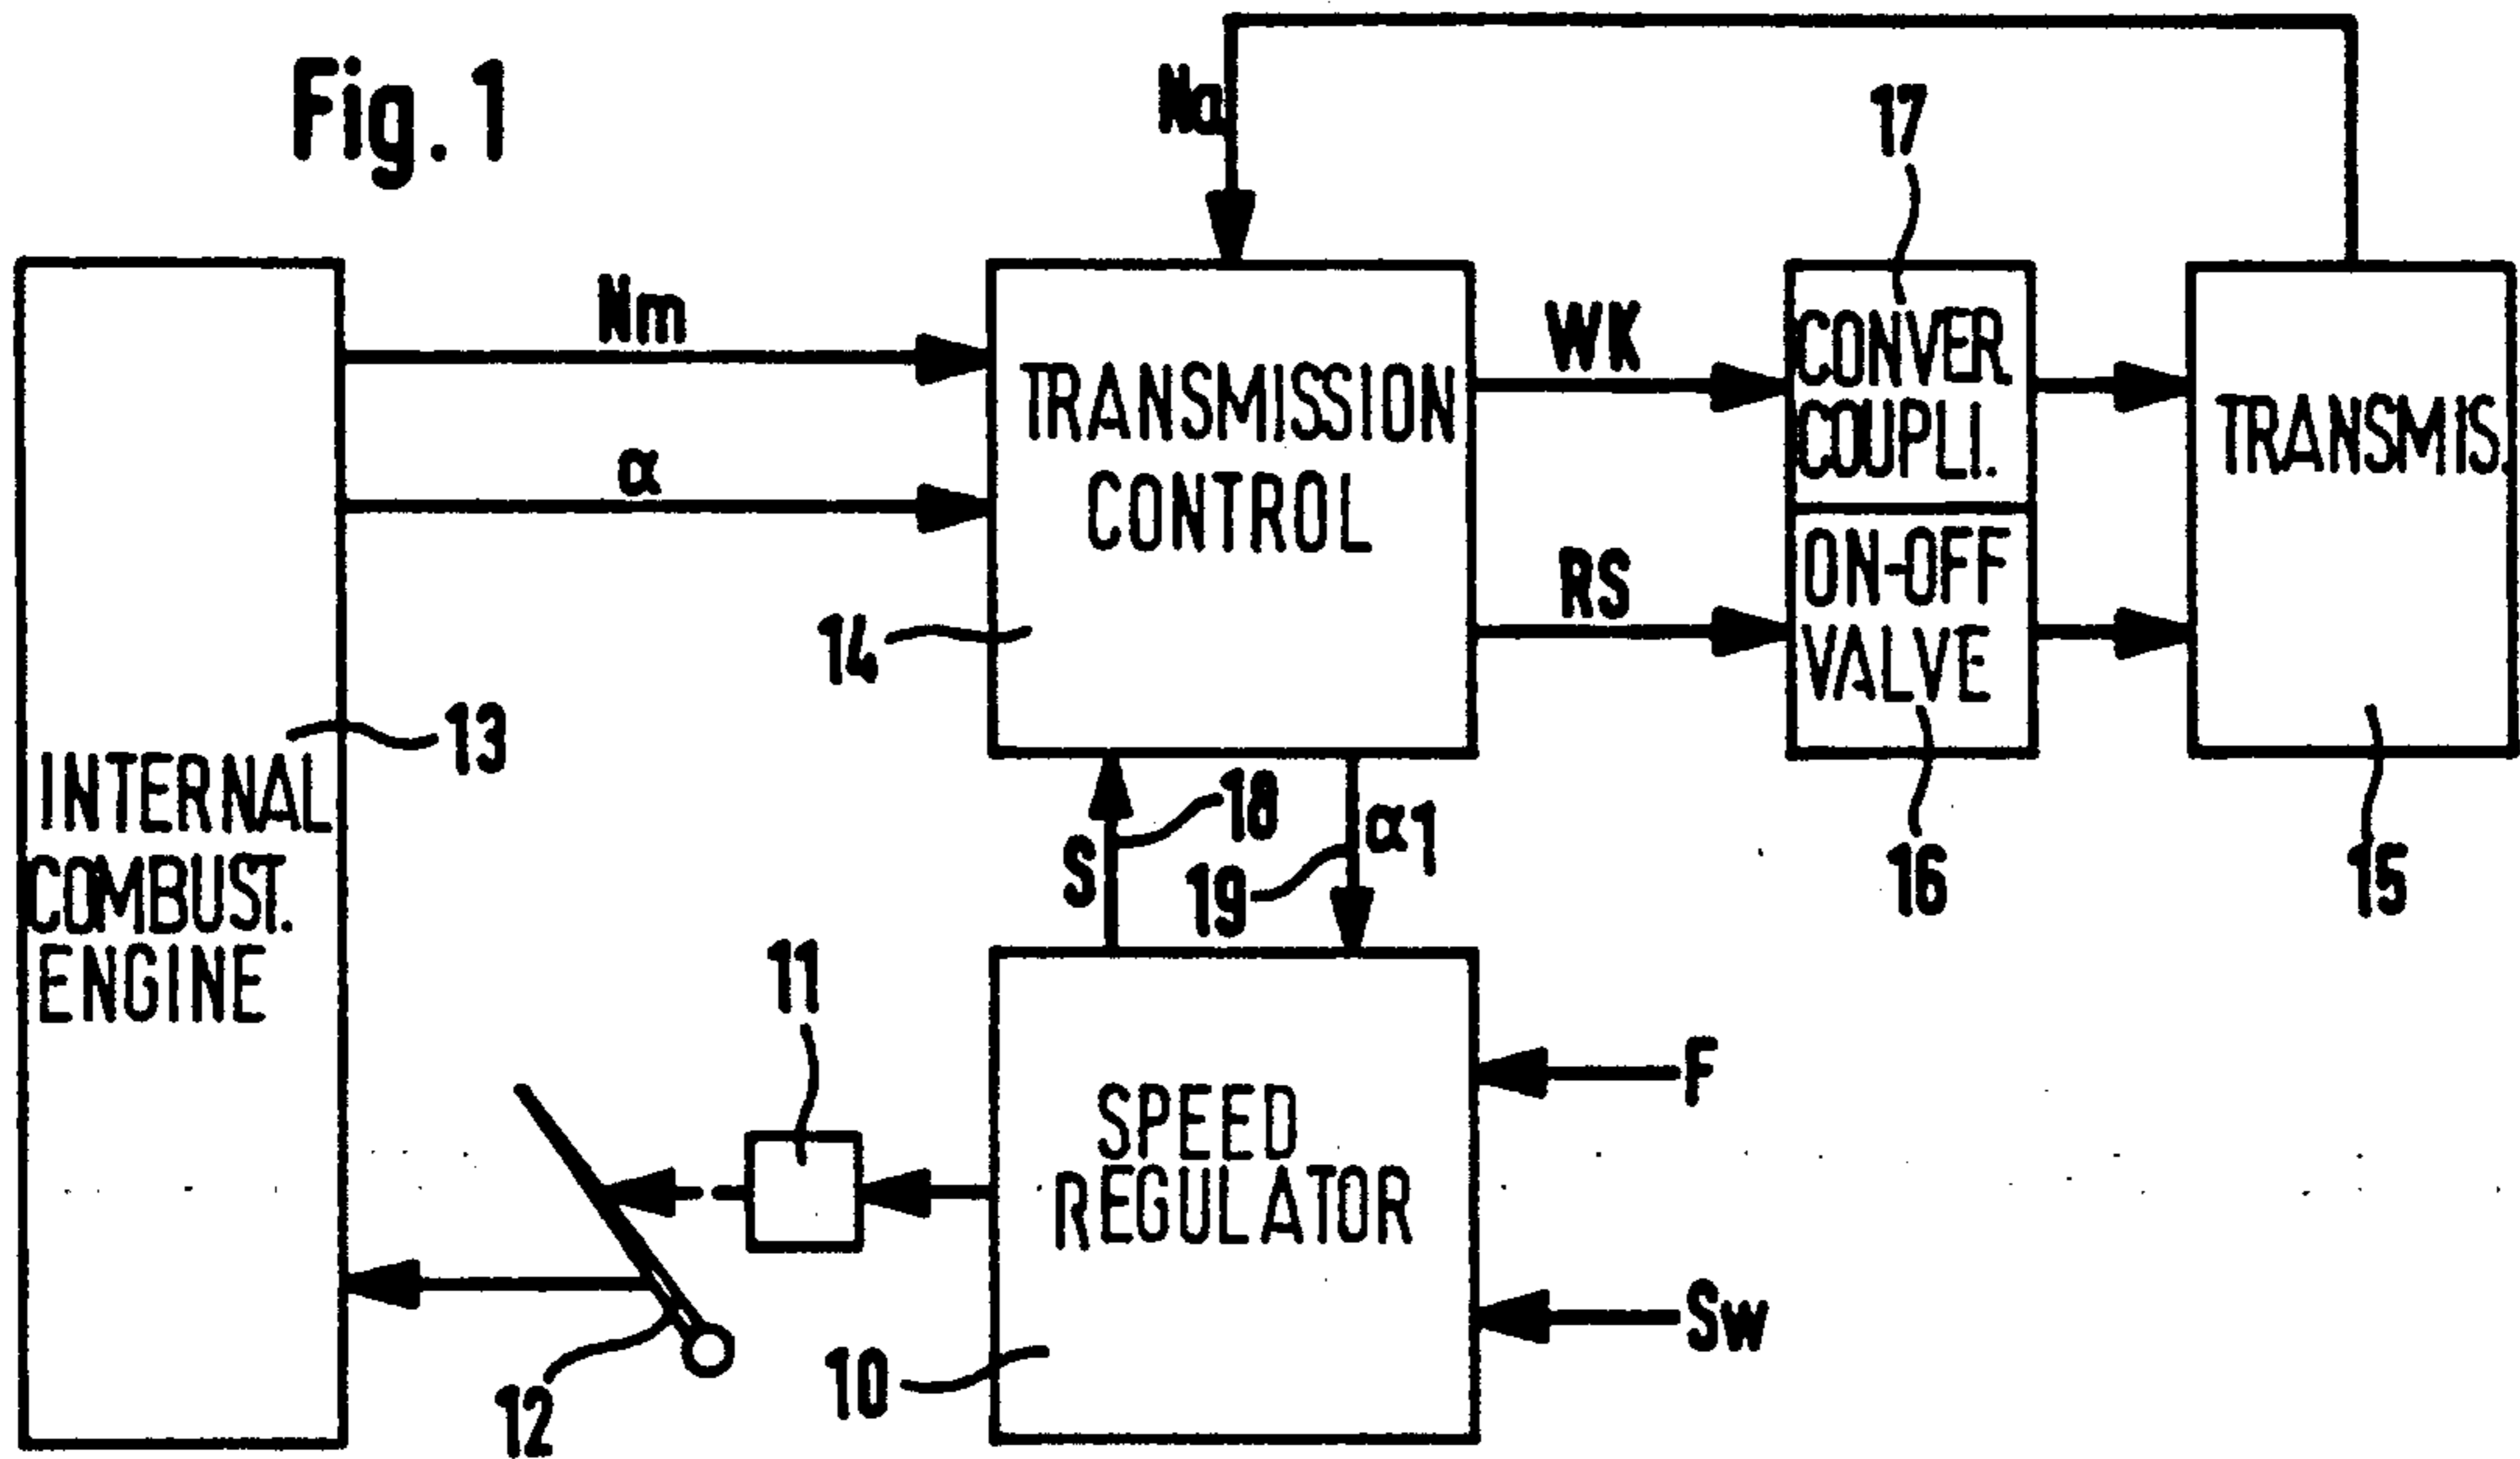 Fig. 1
Na
17
Nm
α
TRANSMISSION
CONTROL
WK
RS
CONVER.
COUPLI.
ON-OFF
VALVE
TRANSMIS.
14
13
INTERNAL
COMBUST.
ENGINE
S
18
19
α1
16
15
11
SPEED
REGULATOR
F
Sw
10
12